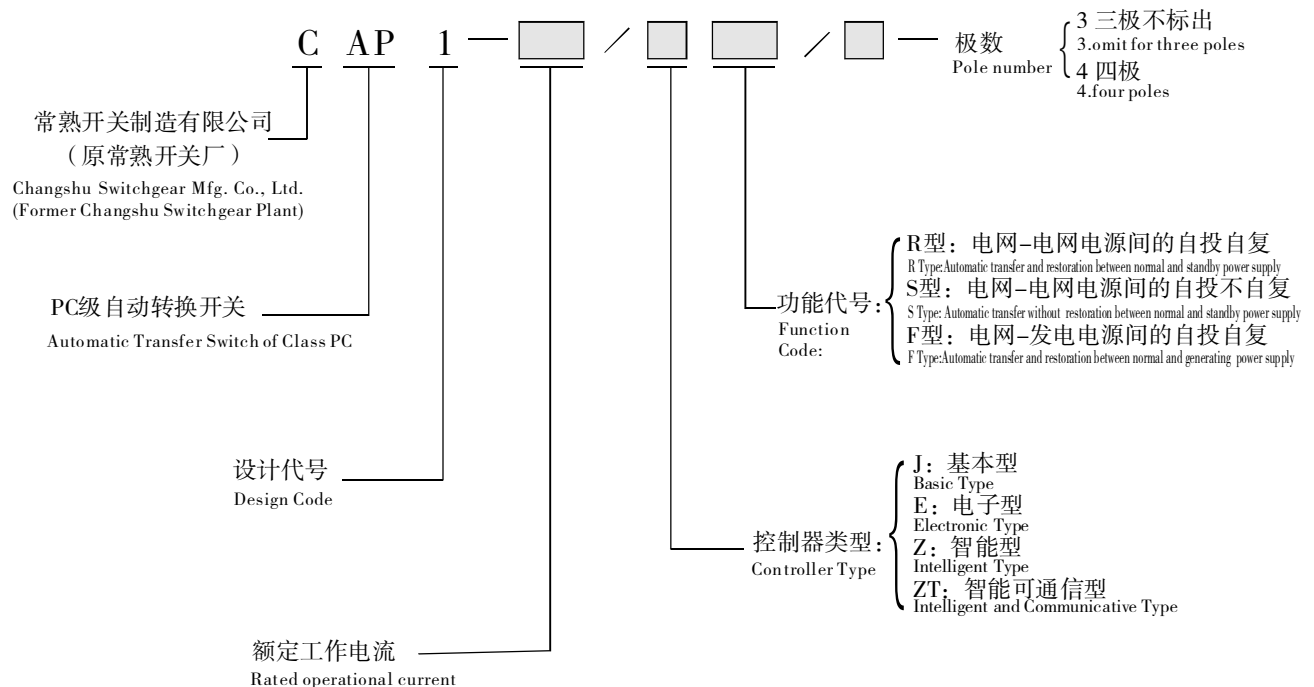 C AP 1 — / / — 极数
Pole number
3 三极不标出
3.omit for three poles
4 四极
4.four poles
常熟开关制造有限公司
（原常熟开关厂）
Changshu Switchgear Mfg. Co., Ltd.
(Former Changshu Switchgear Plant)
PC级自动转换开关
Automatic Transfer Switch of Class PC
功能代号：
Function
Code:
R型：电网–电网电源间的自投自复
R Type:Automatic transfer and restoration between normal and standby power supply
S型：电网–电网电源间的自投不自复
S Type: Automatic transfer without restoration between normal and standby power supply
F型：电网–发电电源间的自投自复
F Type:Automatic transfer and restoration between normal and generating power supply
设计代号
Design Code
控制器类型：
Controller Type
J：基本型
Basic Type
E：电子型
Electronic Type
Z：智能型
Intelligent Type
ZT：智能可通信型
Intelligent and Communicative Type
额定工作电流
Rated operational current